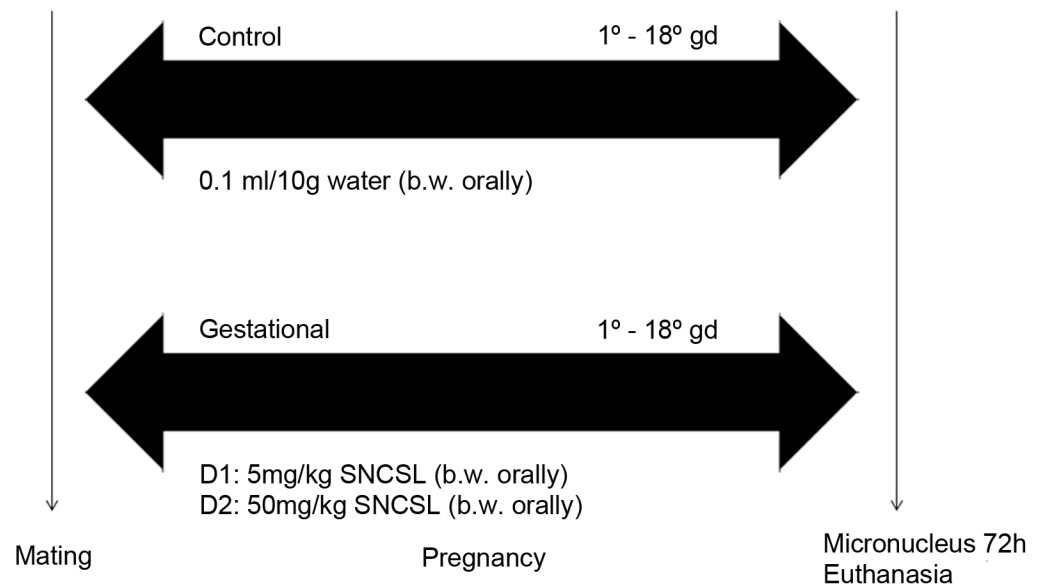 Control 1º - 18º gd
0.1 ml/10g water (b.w. orally)
Gestational 1º - 18º gd
D1: 5mg/kg SNCSL (b.w. orally)
D2: 50mg/kg SNCSL (b.w. orally)
Mating
Pregnancy
Micronucleus 72h
Euthanasia